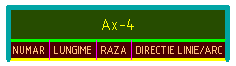 Ax-4
NUMAR LUNGIME RAZA DIRECTIE LINIE/ARC